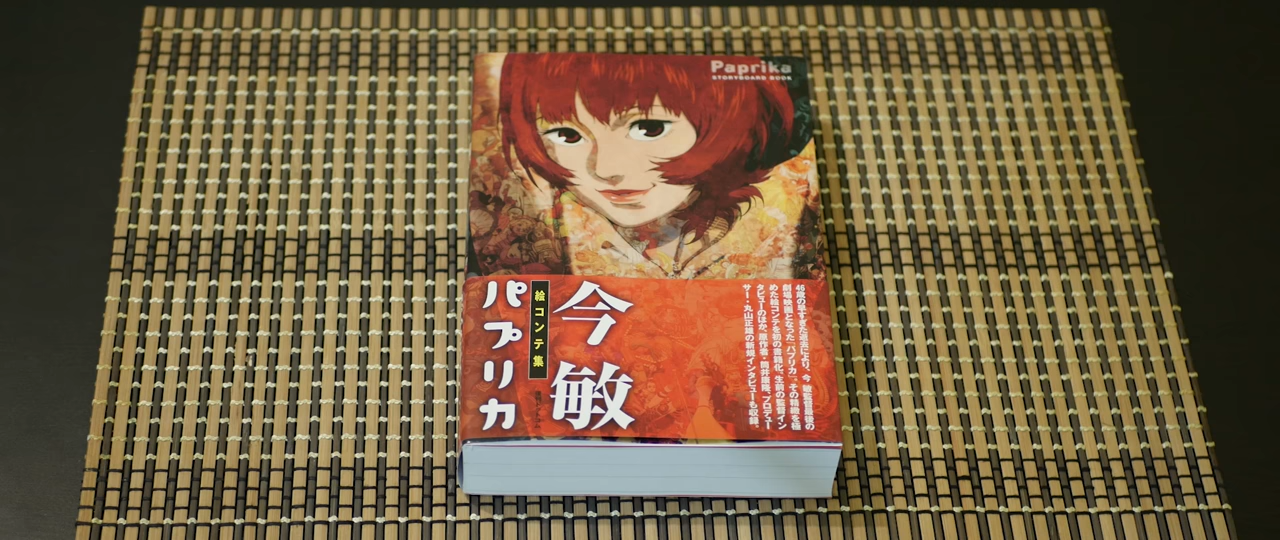 Paprika
STORYBOARD BOOK
今 敏
絵コンテ集
パプリカ
46歳の早すぎた逝去により、今 敏監督最後の
劇場映画となった「パプリカ」。その精緻を極
めた絵コンテを初の書籍化。生前の監督イン
タビューのほか、原作者・筒井康隆、プロデュー
サー・丸山正雄の新規インタビューも収録。